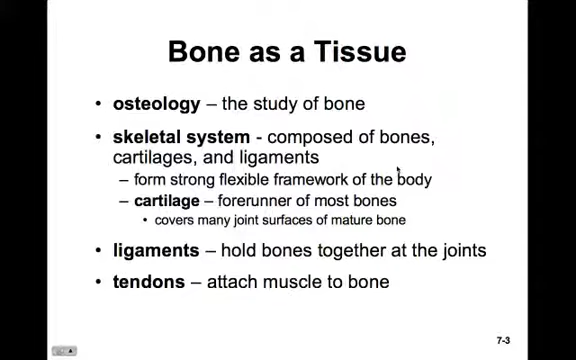 Bone as a Tissue
• osteology – the study of bone
• skeletal system - composed of bones,
cartilages, and ligaments
– form strong flexible framework of the body
– cartilage – forerunner of most bones
• covers many joint surfaces of mature bone
• ligaments – hold bones together at the joints
• tendons – attach muscle to bone
7-3